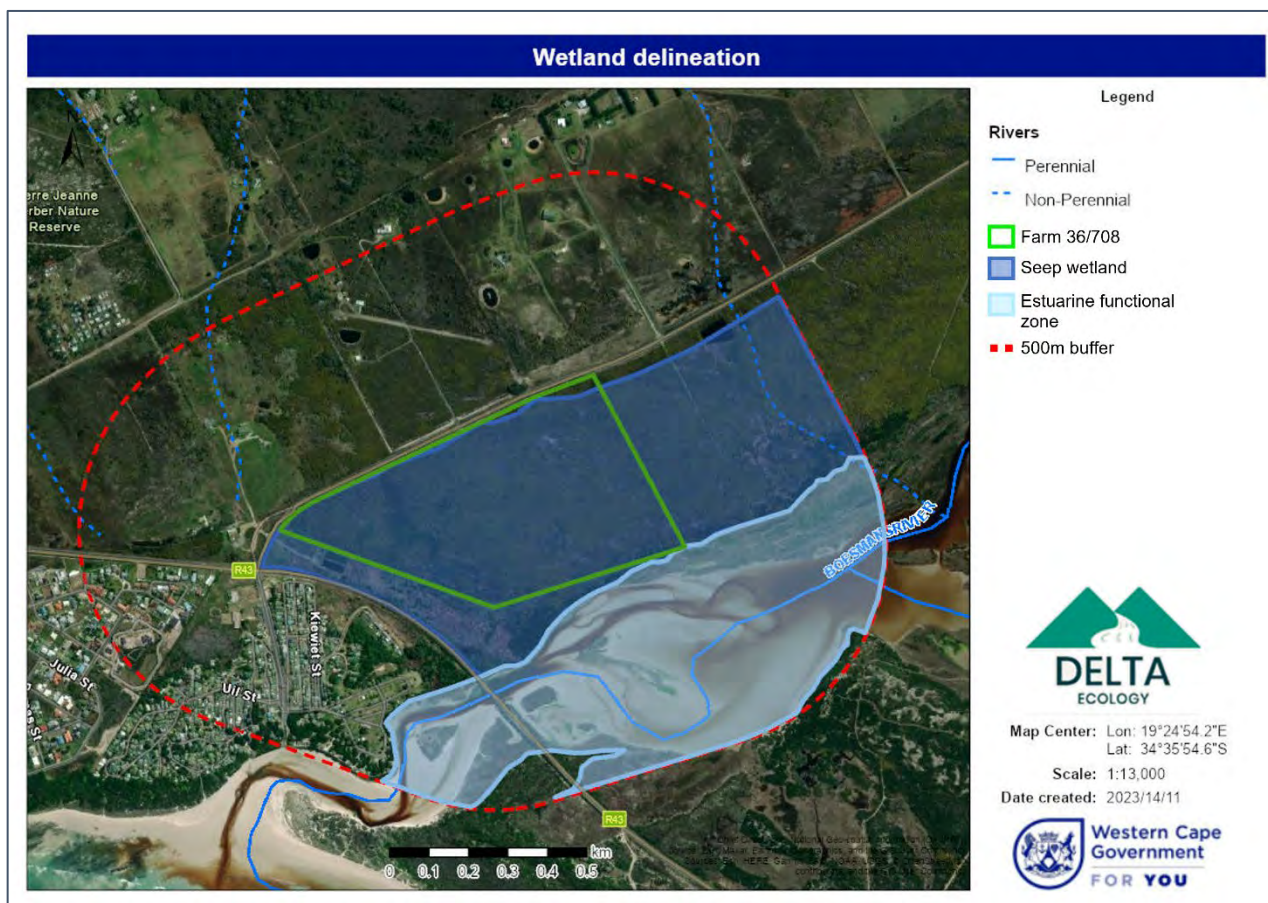 Wetland delineation
Legend
Rivers
Perennial
Non-Perennial
Farm 36/708
Seep wetland
Estuarine functional
zone
500m buffer
N
erre Jeanne
rber Nature
Reserve
R43
Kiewiet St
Julia St
Uil St
as St
BOESMANSRIVIER
R43
km
0 0.1 0.2 0.3 0.4 0.5
DELTA
ECOLOGY
Map Center: Lon: 19°24'54.2"E
Lat: 34°35'54.6"S
Scale: 1:13,000
Date created: 2023/14/11
Western Cape
Government
FOR YOU